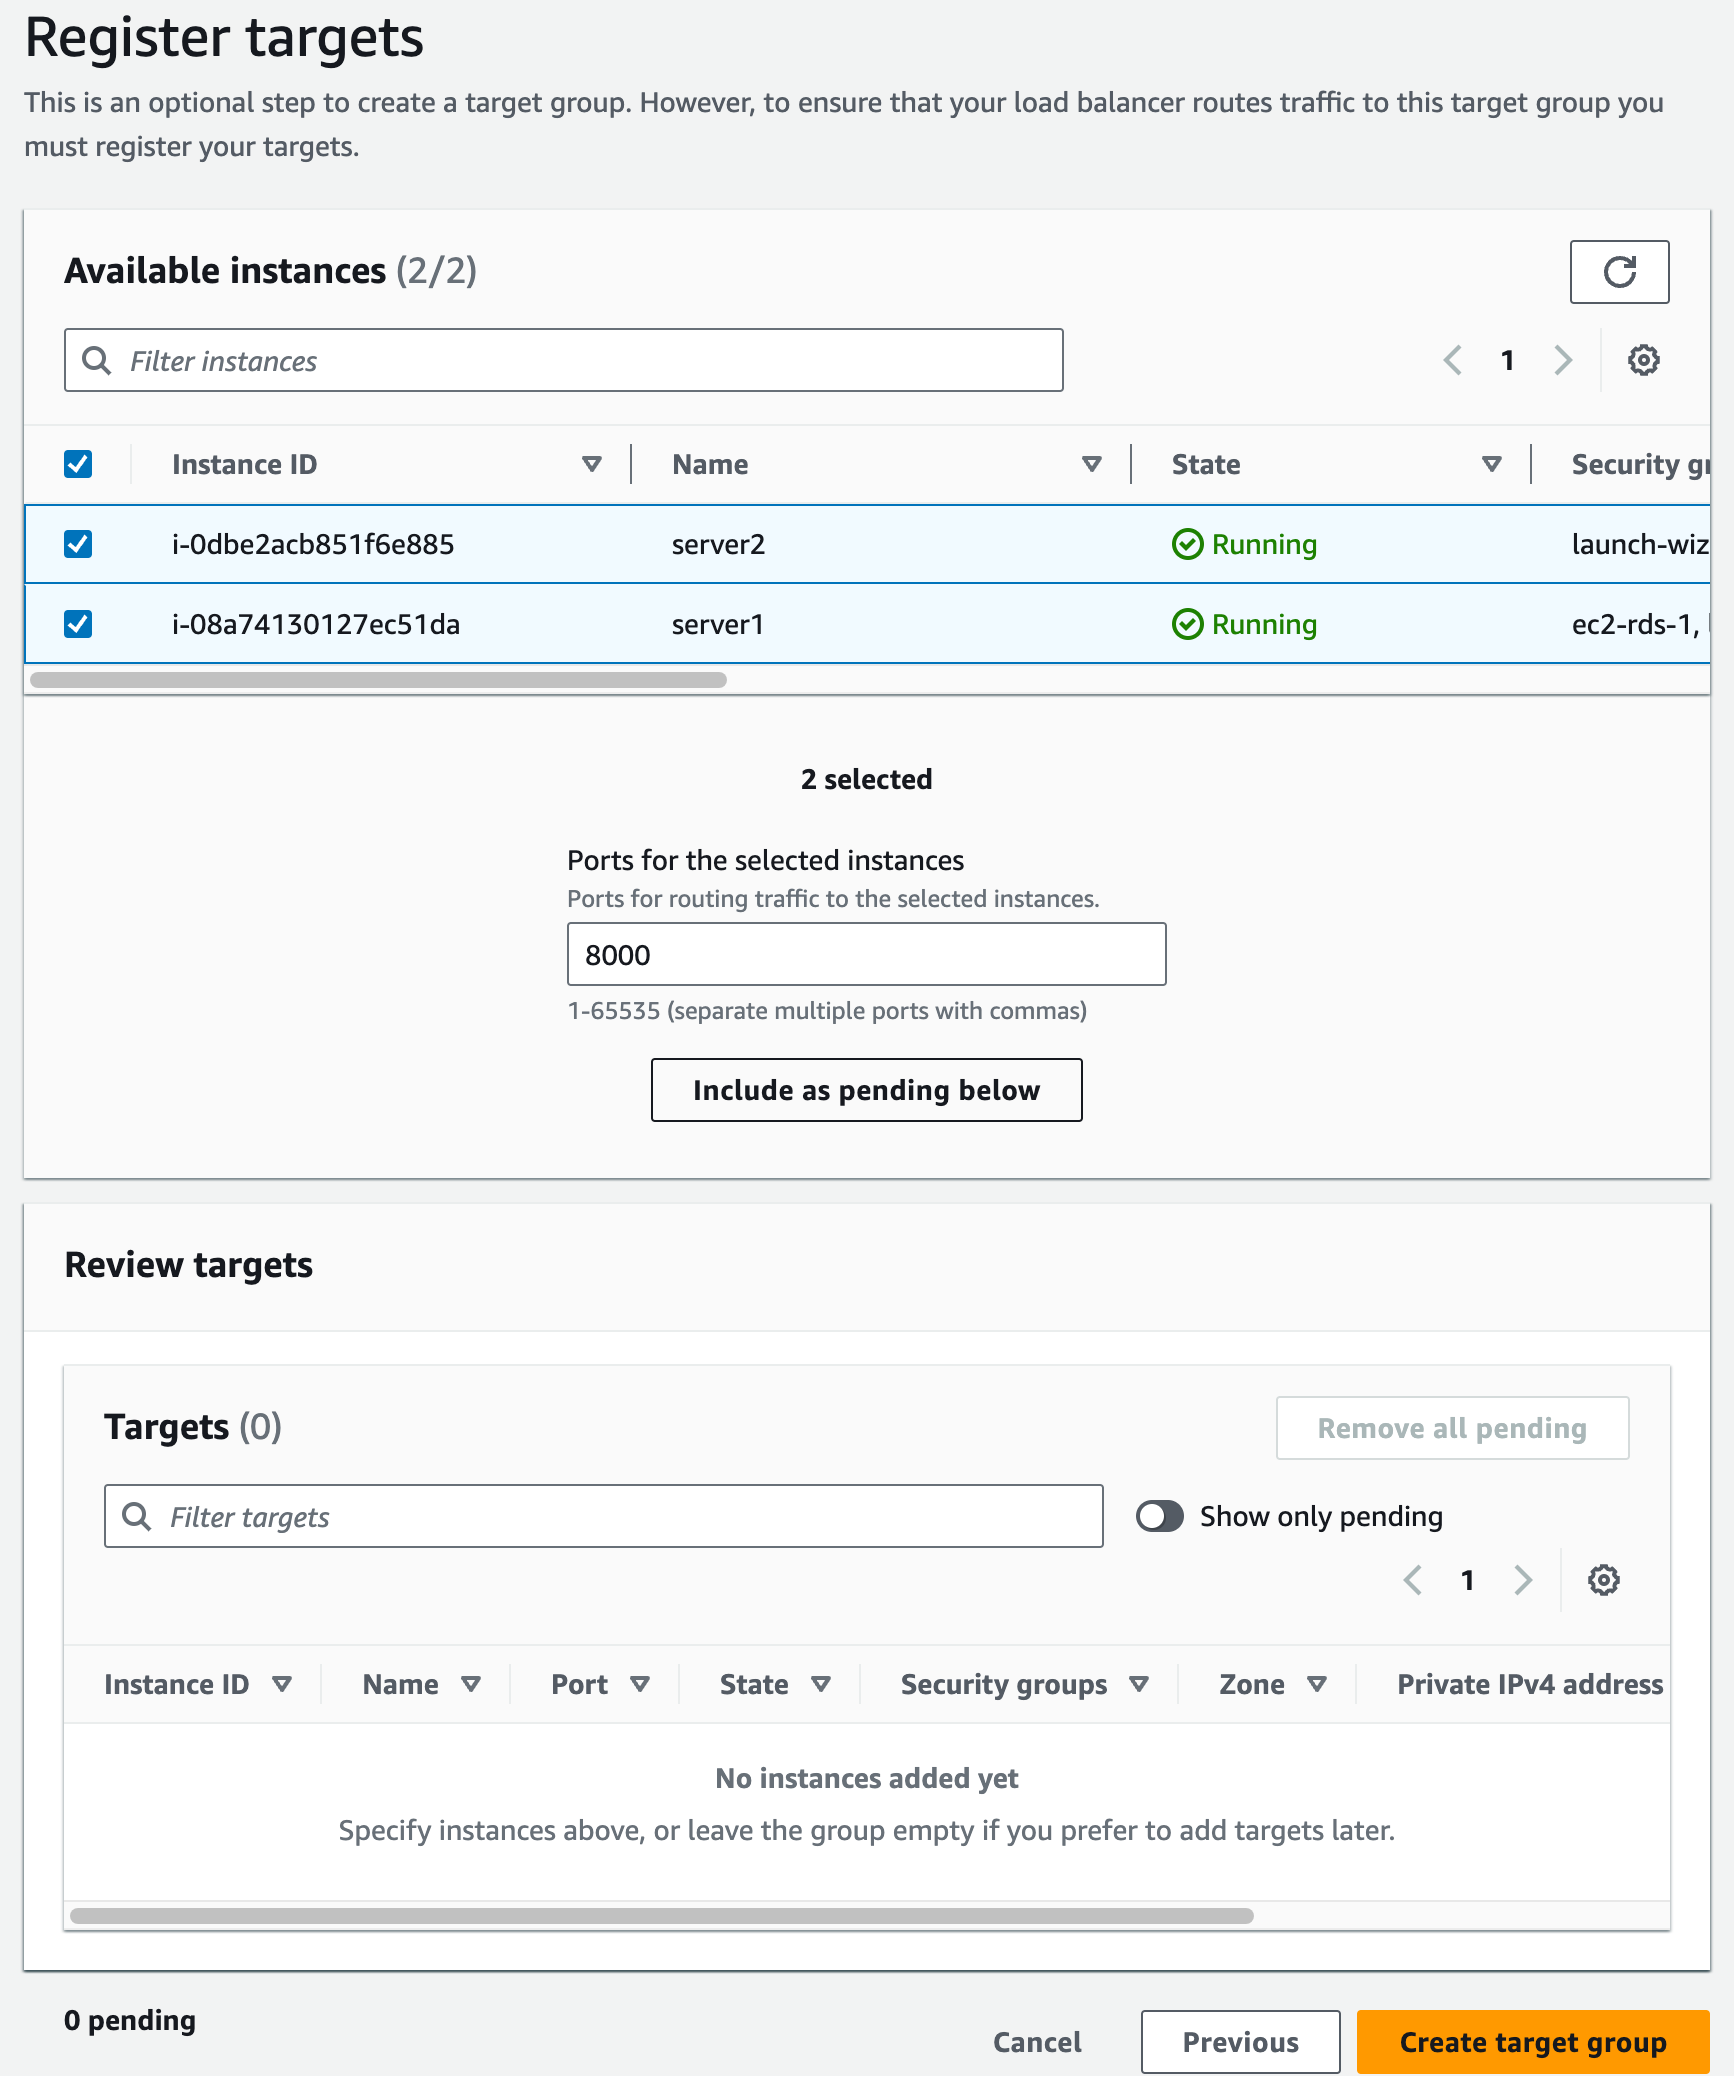 Register targets
This is an optional step to create a target group. However, to ensure that your load balancer routes traffic to this target group you
must register your targets.
Available instances (2/2)
Filter instances
1
Instance ID Name State Security gr
i-0dbe2acb851f6e885 server2 Running launch-wiz
i-08a74130127ec51da server1 Running ec2-rds-1,
2 selected
Ports for the selected instances
Ports for routing traffic to the selected instances.
8000
1-65535 (separate multiple ports with commas)
Include as pending below
Review targets
Targets (0)
Remove all pending
Filter targets
Show only pending
1
Instance ID Name Port State Security groups Zone Private IPv4 address
No instances added yet
Specify instances above, or leave the group empty if you prefer to add targets later.
0 pending
Cancel Previous Create target group